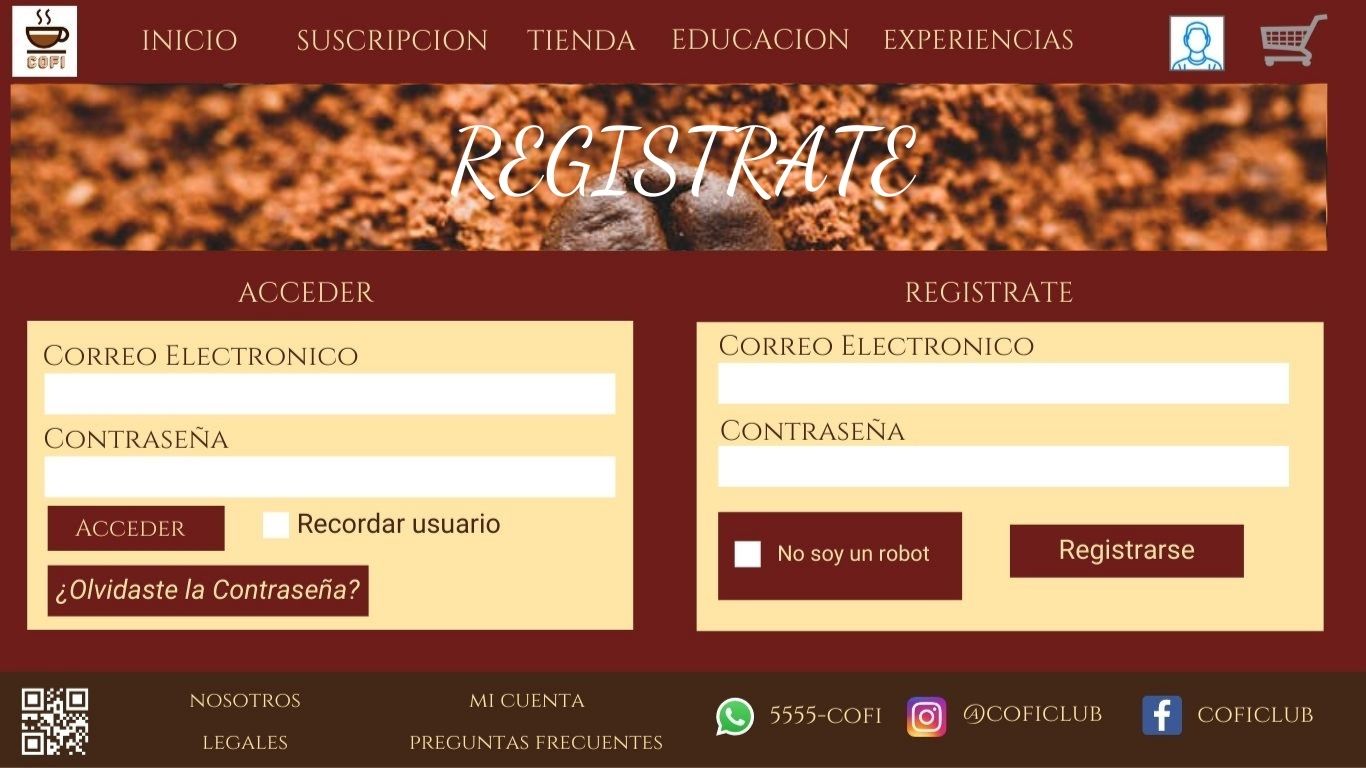 COFI
INICIO SUSCRIPCION TIENDA EDUCACION EXPERIENCIAS
REGISTRATE
ACCEDER
Correo Electronico
Contraseña
Acceder
Recordar usuario
¿Olvidaste la Contraseña?
REGISTRATE
Correo Electronico
Contraseña
No soy un robot
Registrarse
NOSOTROS
LEGALES
MI CUENTA
PREGUNTAS FRECUENTES
5555-COFI
@COFICLUB
COFICLUB